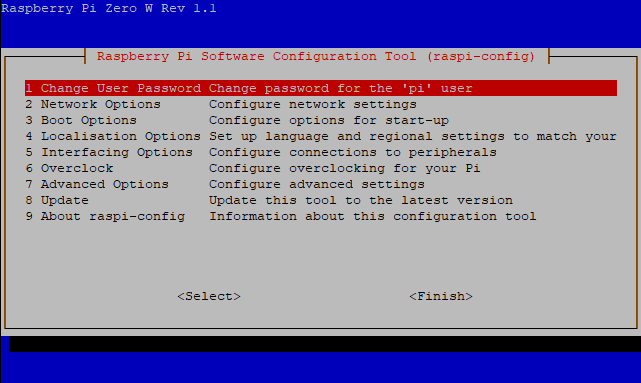 Raspberry Pi Zero W Rev 1.1
Raspberry Pi Software Configuration Tool (raspi-config)
1 Change User Password Change password for the 'pi' user
2 Network Options Configure network settings
3 Boot Options Configure options for start-up
4 Localisation Options Set up language and regional settings to match your
5 Interfacing Options Configure connections to peripherals
6 Overclock Configure overclocking for your Pi
7 Advanced Options Configure advanced settings
8 Update Update this tool to the latest version
9 About raspi-config Information about this configuration tool
<Select> <Finish>